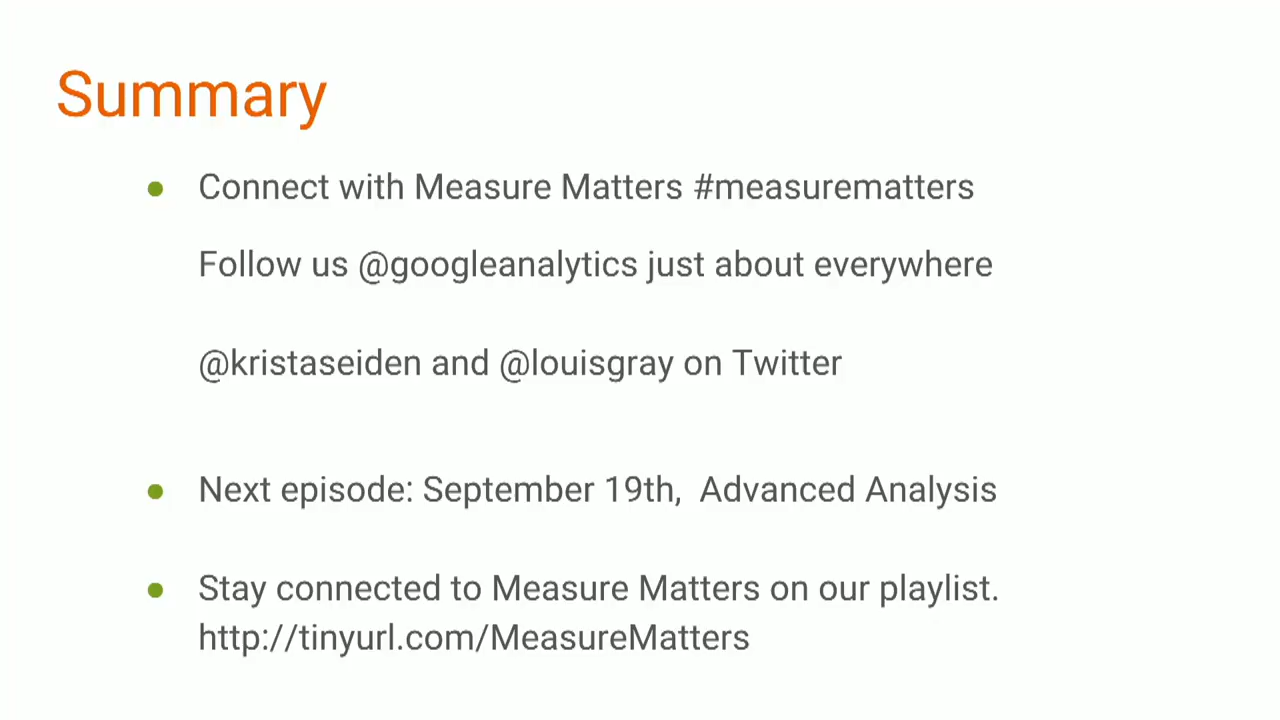 Summary
Connect with Measure Matters #measurematters
Follow us @googleanalytics just about everywhere
@kristaseiden and @louisgray on Twitter
Next episode: September 19th,  Advanced Analysis
Stay connected to Measure Matters on our playlist.
http://tinyurl.com/MeasureMatters